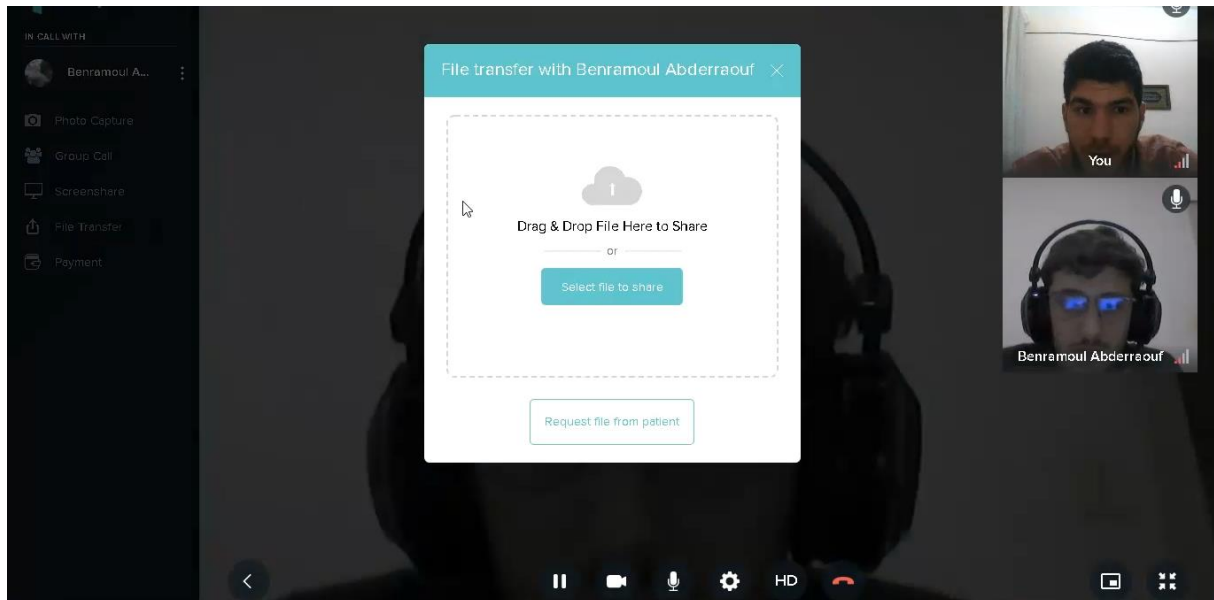 IN CALL WITH
Benramoul A...
Photo Capture
Group Call
Screenshare
File Transfer
Payment
File transfer with Benramoul Abderraouf
Drag & Drop File Here to Share
or
Select file to share
Request file from patient
You
Benramoul Abderraouf
HD